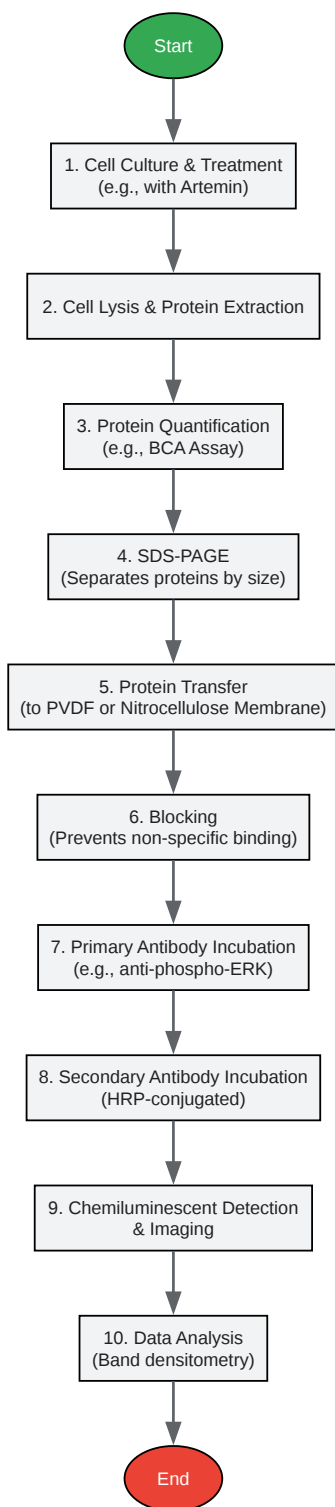 Start
1. Cell Culture & Treatment
(e.g., with Artemin)
2. Cell Lysis & Protein Extraction
3. Protein Quantification
(e.g., BCA Assay)
4. SDS-PAGE
(Separates proteins by size)
5. Protein Transfer
(to PVDF or Nitrocellulose Membrane)
6. Blocking
(Prevents non-specific binding)
7. Primary Antibody Incubation
(e.g., anti-phospho-ERK)
8. Secondary Antibody Incubation
(HRP-conjugated)
9. Chemiluminescent Detection
& Imaging
10. Data Analysis
(Band densitometry)
End